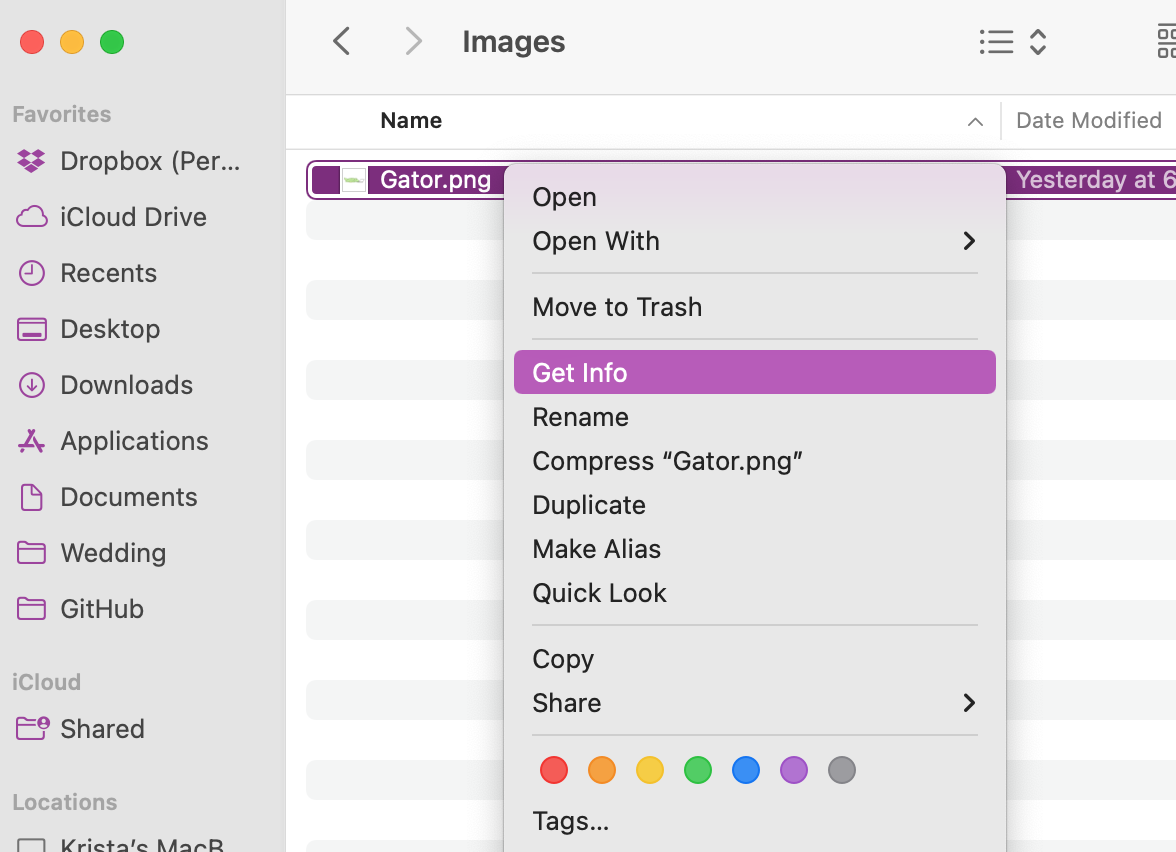 Images
Favorites
Dropbox (Per...
iCloud Drive
Recents
Desktop
Downloads
Applications
Documents
Wedding
GitHub
iCloud
Shared
Locations
Krista's MacB
Name
Date Modified
Gator.png
Yesterday at 6
Open
Open With
Move to Trash
Get Info
Rename
Compress “Gator.png”
Duplicate
Make Alias
Quick Look
Copy
Share
Tags...